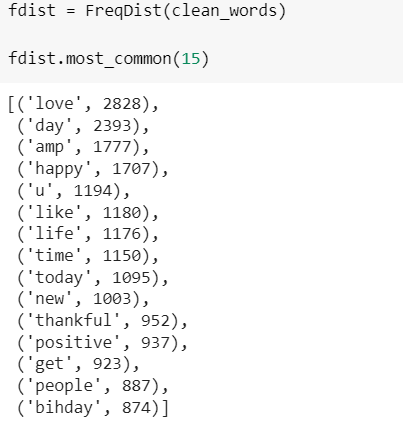 fdist = FreqDist(clean_words)
fdist.most_common(15)
[('love', 2828),
('day', 2393),
('amp', 1777),
('happy', 1707),
('u', 1194),
('like', 1180),
('life', 1176),
('time', 1150),
('today', 1095),
('new', 1003),
('thankful', 952),
('positive', 937),
('get', 923),
('people', 887),
('bihday', 874)]